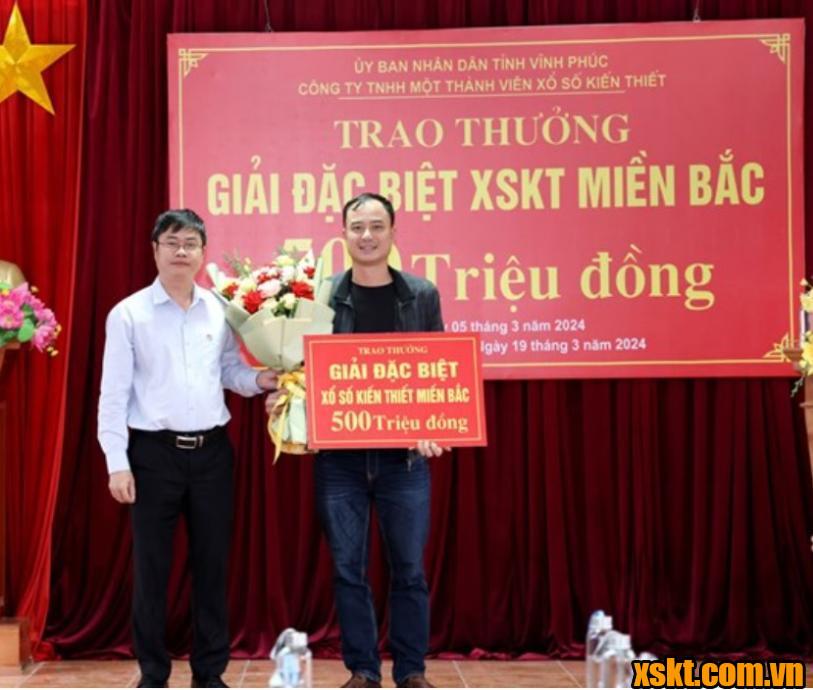 ỦY BAN NHÂN DÂN TỈNH VĨNH PHÚC
CÔNG TY TNHH MỘT THÀNH VIÊN XỔ SỐ KIẾN THIẾT
TRAO THƯỞNG
GIẢI ĐẶC BIỆT XSKT MIỀN BẮC
Triệu đồng
05 tháng 3 năm 2024
Ngày 19 tháng 3 năm 2024
TRAO THƯỞNG
GIẢI ĐẶC BIỆT
XỔ SỐ KIẾN THIẾT MIỀN BẮC
500 Triệu đồng
xskt.com.vn